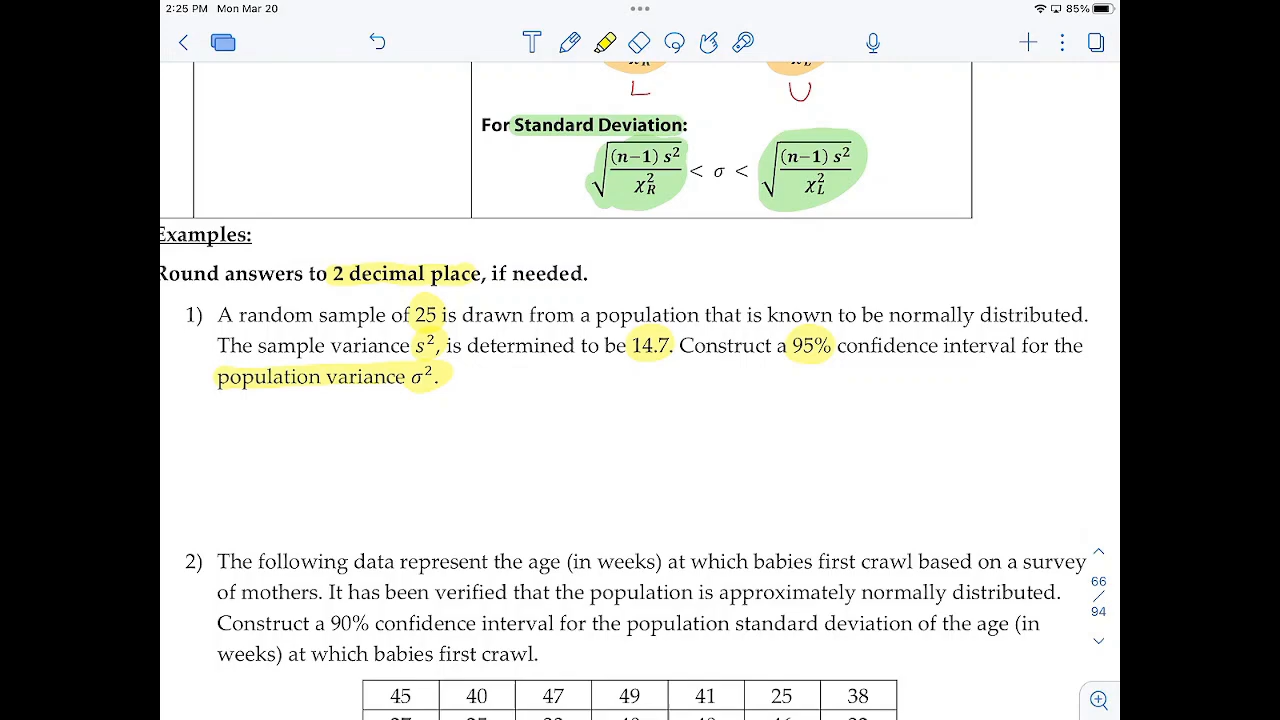 2:25 PM Mon Mar 20
85%
L U
For Standard Deviation:
√((n−1) s² / χ²_R) < σ < √((n−1) s² / χ²_L)
Examples:
Round answers to 2 decimal place, if needed.
1) A random sample of 25 is drawn from a population that is known to be normally distributed.
The sample variance s², is determined to be 14.7. Construct a 95% confidence interval for the
population variance σ².
2) The following data represent the age (in weeks) at which babies first crawl based on a survey
of mothers. It has been verified that the population is approximately normally distributed.
Construct a 90% confidence interval for the population standard deviation of the age (in
weeks) at which babies first crawl.
66
/
94
45 40 47 49 41 25 38